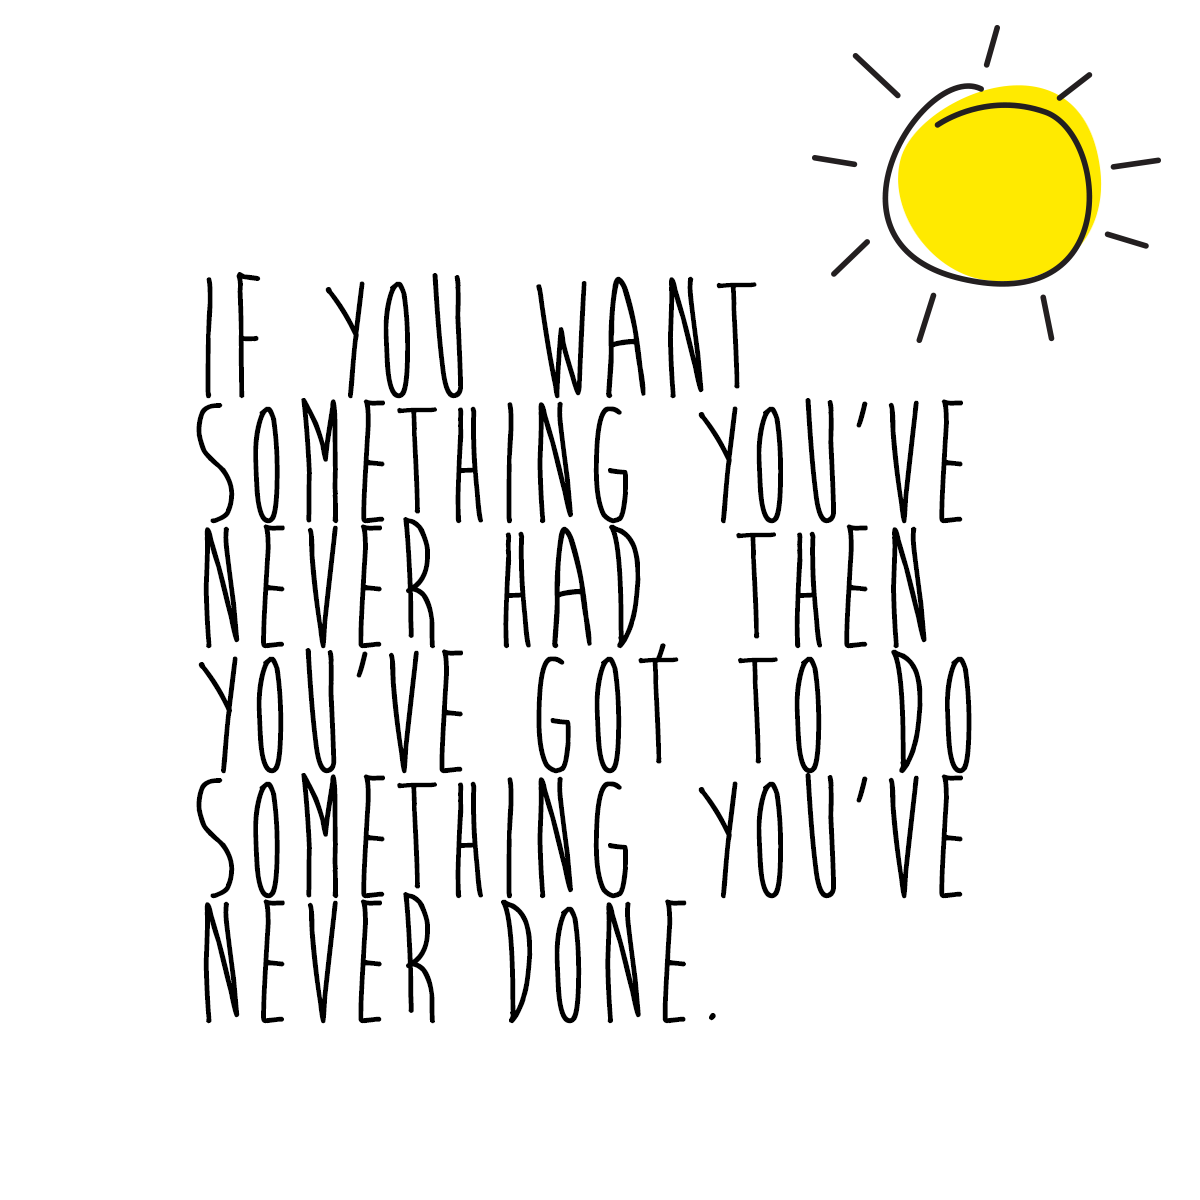 IF YOU WANT
SOMETHING YOU'VE
NEVER HAD THEN
YOU'VE GOT TO DO
SOMETHING YOU'VE
NEVER DONE.